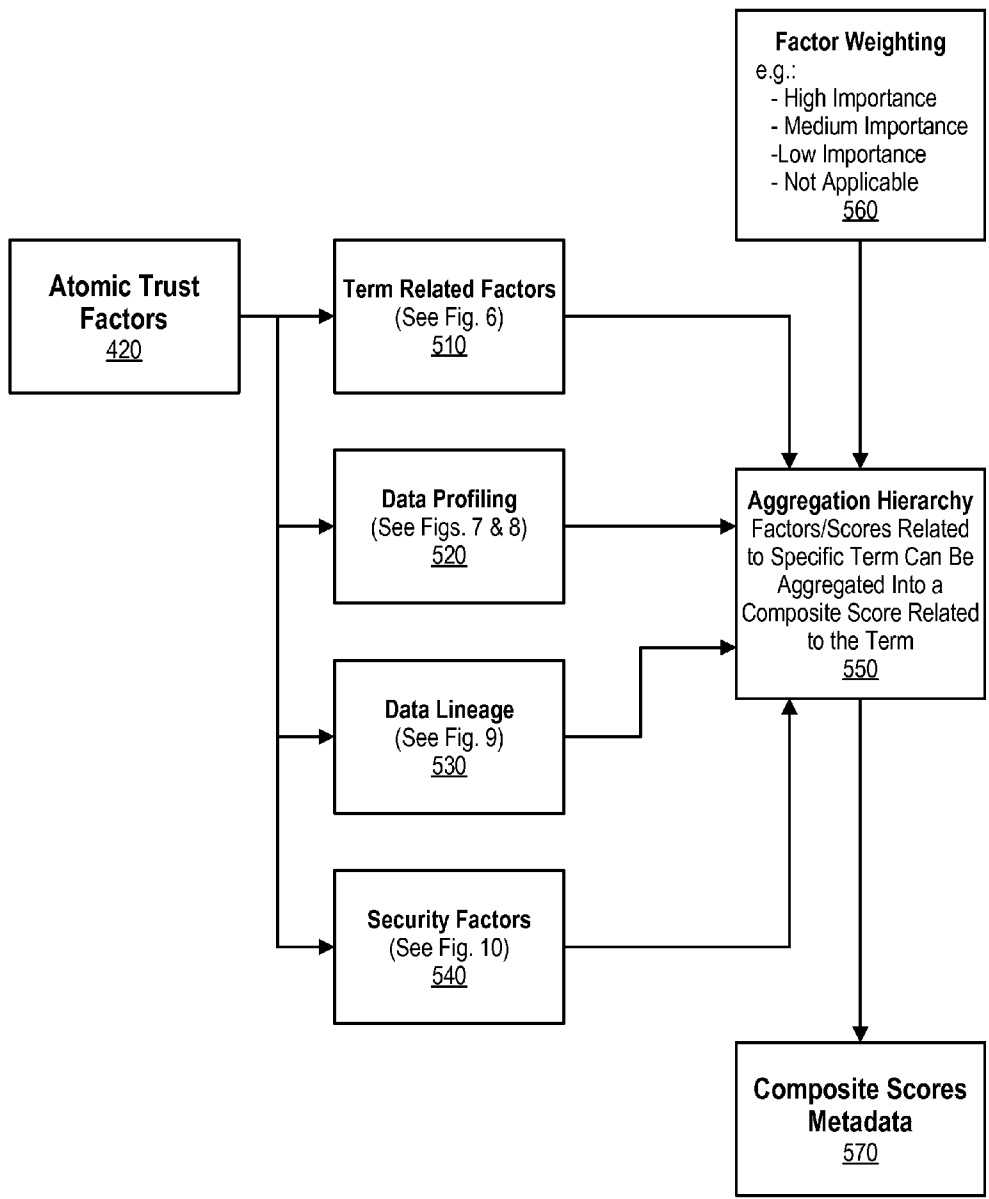 Factor Weighting
e.g.:
- High Importance
- Medium Importance
-Low Importance
- Not Applicable
560
Atomic Trust
Factors
420
Term Related Factors
(See Fig. 6)
510
Data Profiling
(See Figs. 7 & 8)
520
Aggregation Hierarchy
Factors/Scores Related
to Specific Term Can Be
Aggregated Into a
Composite Score Related
to the Term
550
Data Lineage
(See Fig. 9)
530
Security Factors
(See Fig. 10)
540
Composite Scores
Metadata
570